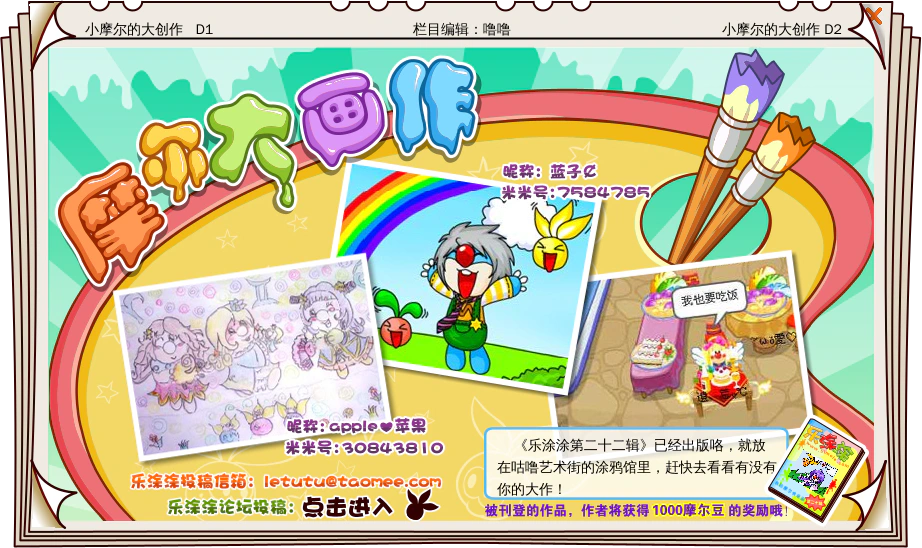 小摩尔的大创作 D1
栏目编辑：噜噜
小摩尔的大创作 D2
摩尔大画作
昵称: 蓝子℃
米米号:7584785
我也要吃饭
昵称:apple♥苹果
米米号:30843810
乐涂涂投稿信箱: letutu@taomee.com
乐涂涂论坛投稿: 点击进入
《乐涂涂第二十二辑》已经出版咯，就放
在咕噜艺术街的涂鸦馆里，赶快去看看有没有
你的大作！
被刊登的作品，作者将获得1000摩尔豆的奖励哦!